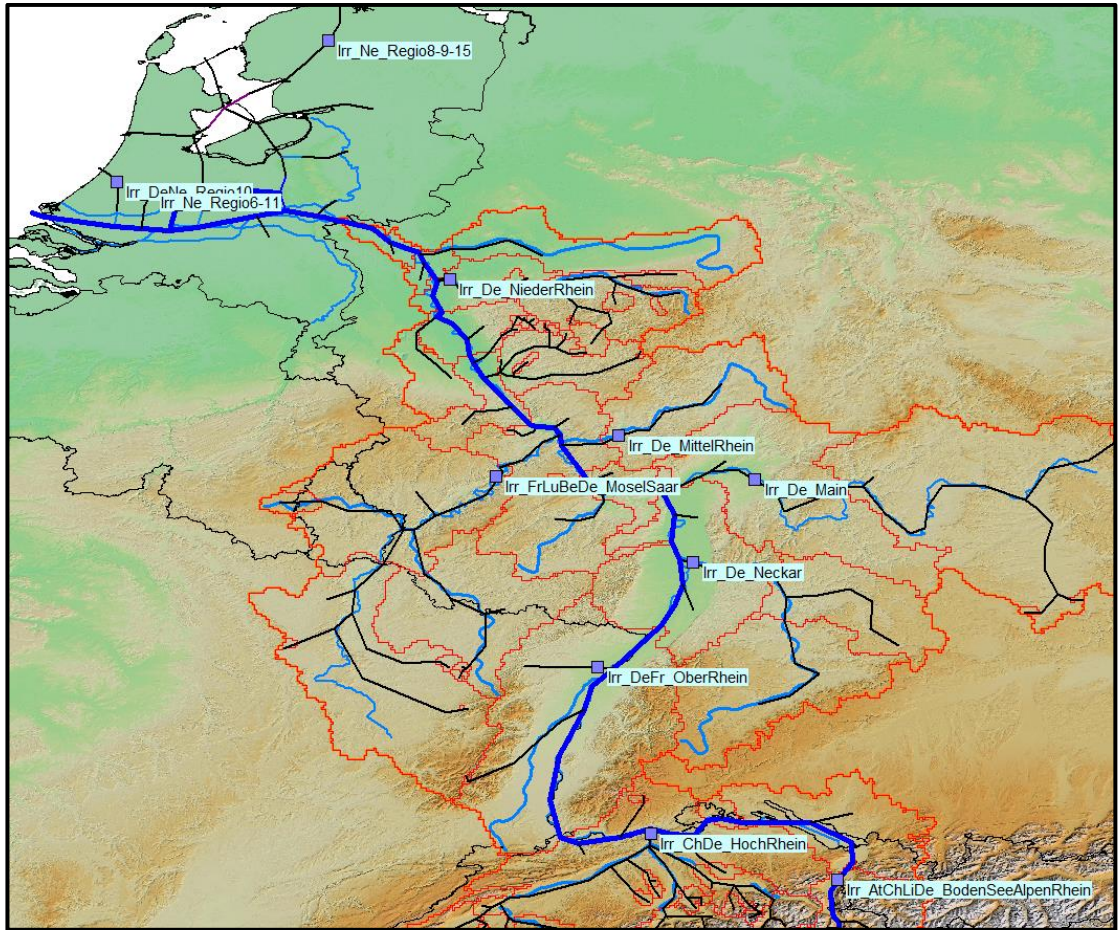 Irr_Ne_Regio8-9-15
Irr_DeNe_Regio10
Irr_Ne_Regio6-11
Irr_De_NiederRhein
Irr_De_MittelRhein
Irr_FrLuBeDe_MoselSaar
Irr_De_Main
Irr_De_Neckar
Irr_DeFr_OberRhein
Irr_ChDe_HochRhein
Irr_AtChLiDe_BodenSeeAlpenRhein